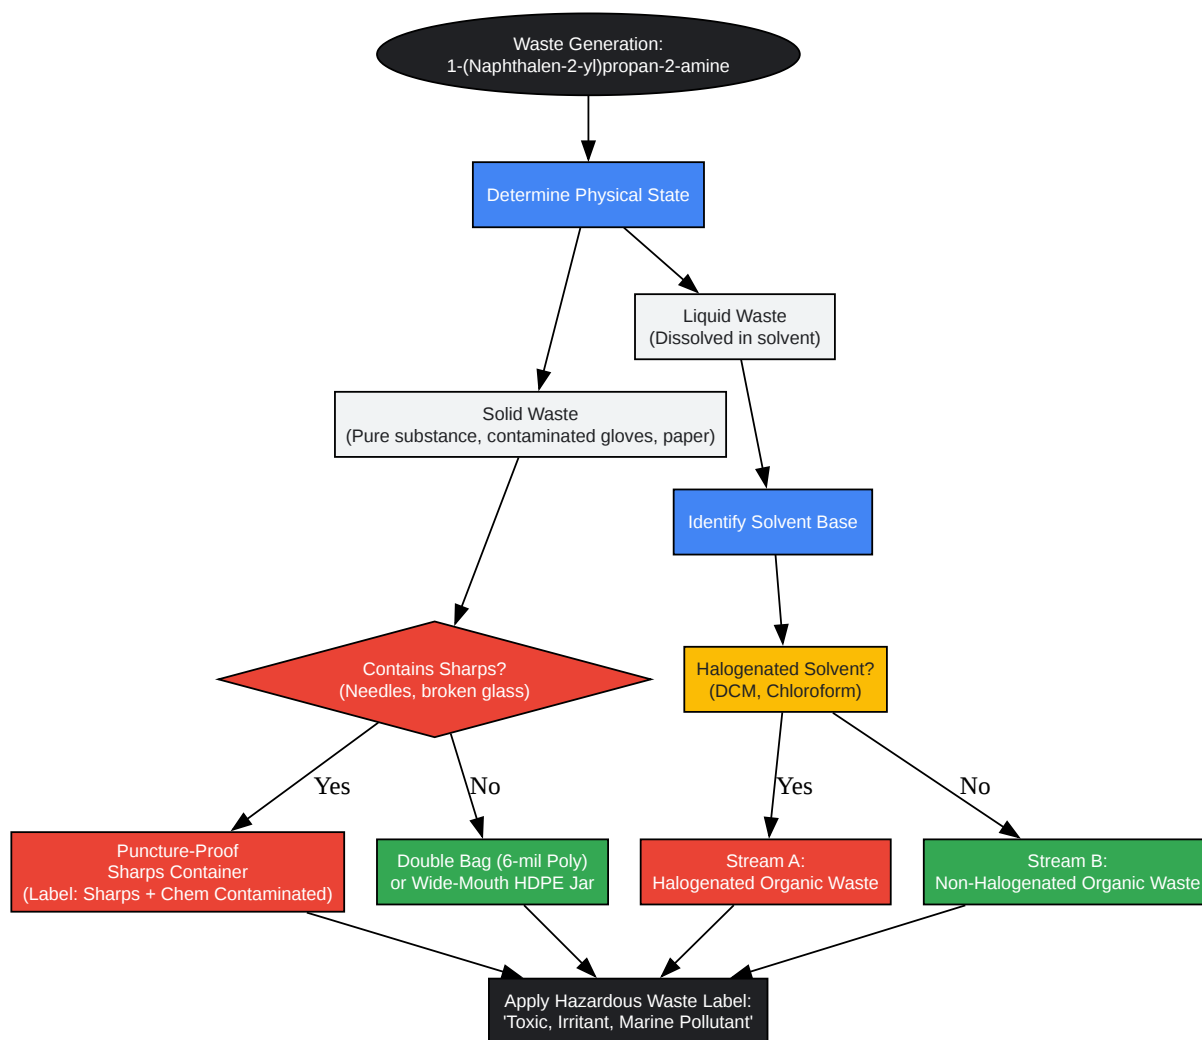 Waste Generation:
1-(Naphthalen-2-yl)propan-2-amine
Determine Physical State
Liquid Waste
(Dissolved in solvent)
Solid Waste
(Pure substance, contaminated gloves, paper)
Identify Solvent Base
Contains Sharps?
(Needles, broken glass)
Halogenated Solvent?
(DCM, Chloroform)
Yes
No
Yes
No
Puncture-Proof
Sharps Container
(Label: Sharps + Chem Contaminated)
Double Bag (6-mil Poly)
or Wide-Mouth HDPE Jar
Stream A:
Halogenated Organic Waste
Stream B:
Non-Halogenated Organic Waste
Apply Hazardous Waste Label:
'Toxic, Irritant, Marine Pollutant'